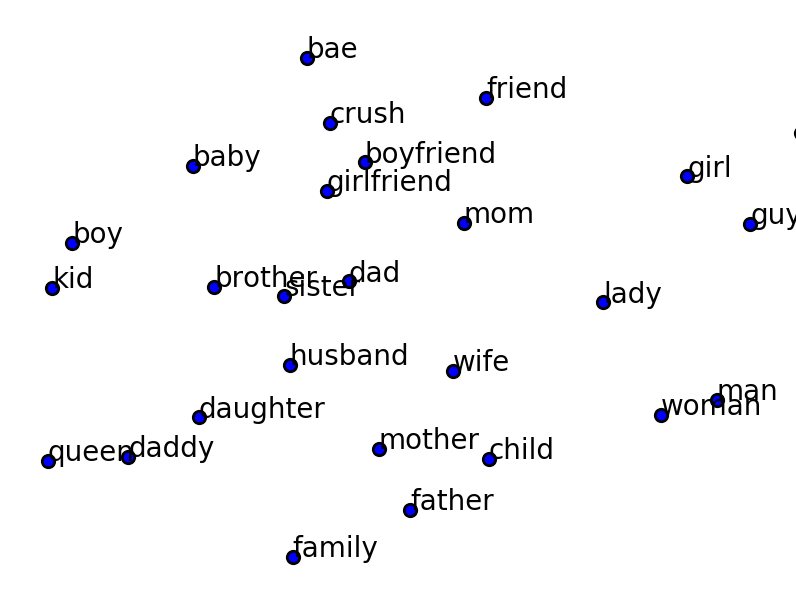 bae
friend
crush
boyfriend
baby
girl
girlfriend
mom
guy
boy
dad
kid
brother
sister
lady
husband
wife
man
woman
daughter
mother
daddy
child
queen
father
family